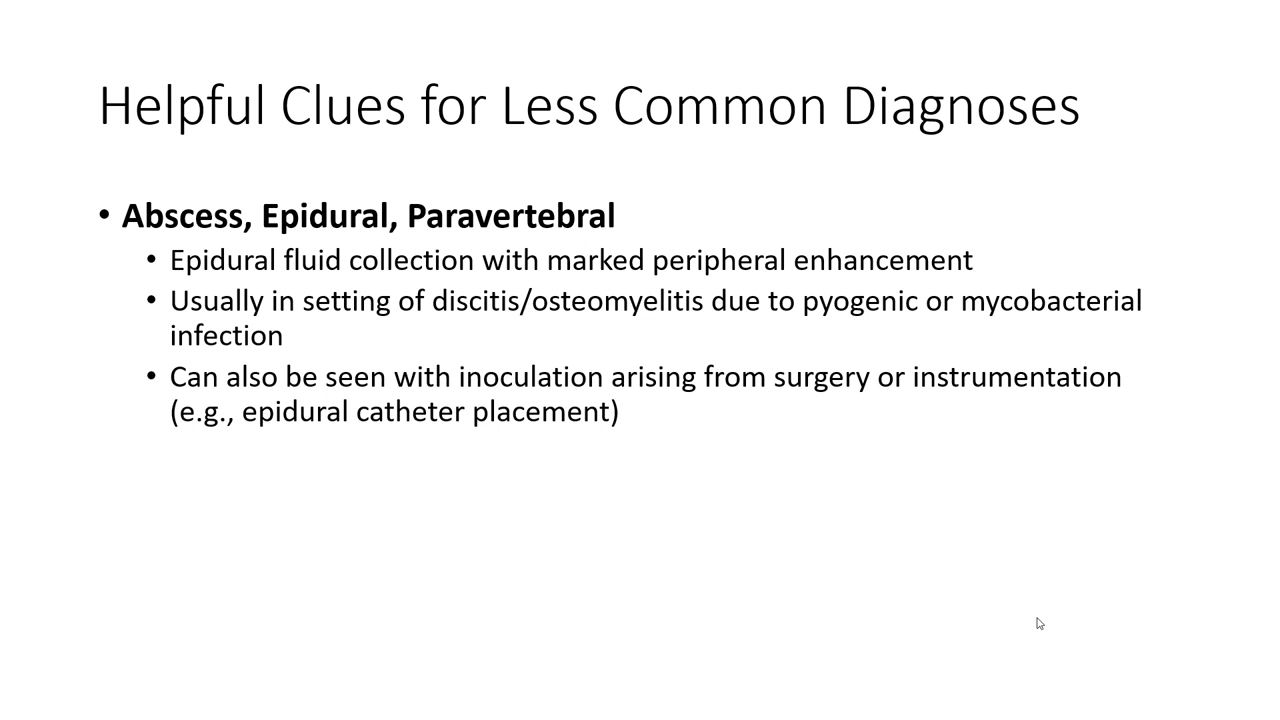 Helpful Clues for Less Common Diagnoses
• Abscess, Epidural, Paravertebral
• Epidural fluid collection with marked peripheral enhancement
• Usually in setting of discitis/osteomyelitis due to pyogenic or mycobacterial
infection
• Can also be seen with inoculation arising from surgery or instrumentation
(e.g., epidural catheter placement)